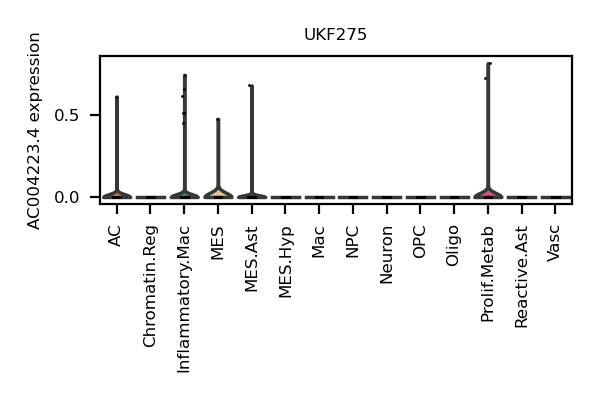 UKF275
AC004223.4 expression
0.5
0.0
AC
Chromatin.Reg
Inflammatory.Mac
MES
MES.Ast
MES.Hyp
Mac
NPC
Neuron
OPC
Oligo
Prolif.Metab
Reactive.Ast
Vasc